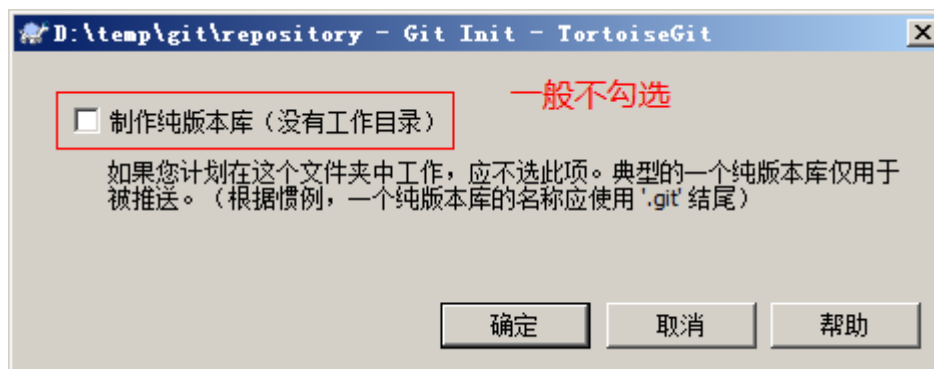 D:\temp\git\repository - Git Init - TortoiseGit
一般不勾选
制作纯版本库（没有工作目录）
如果您计划在这个文件夹中工作，应不选此项。典型的一个纯版本库仅用于
被推送。（根据惯例，一个纯版本库的名称应使用 '.git' 结尾）
确定 取消 帮助